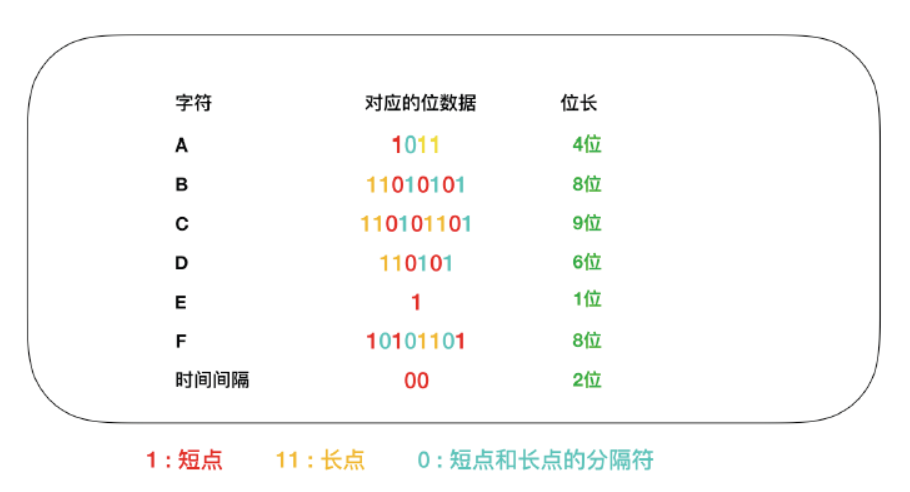 字符 对应的位数据 位长
A 1011 4位
B 11010101 8位
C 110101101 9位
D 110101 6位
E 1 1位
F 10101101 8位
时间间隔 00 2位
1 : 短点 11 : 长点 0 : 短点和长点的分隔符